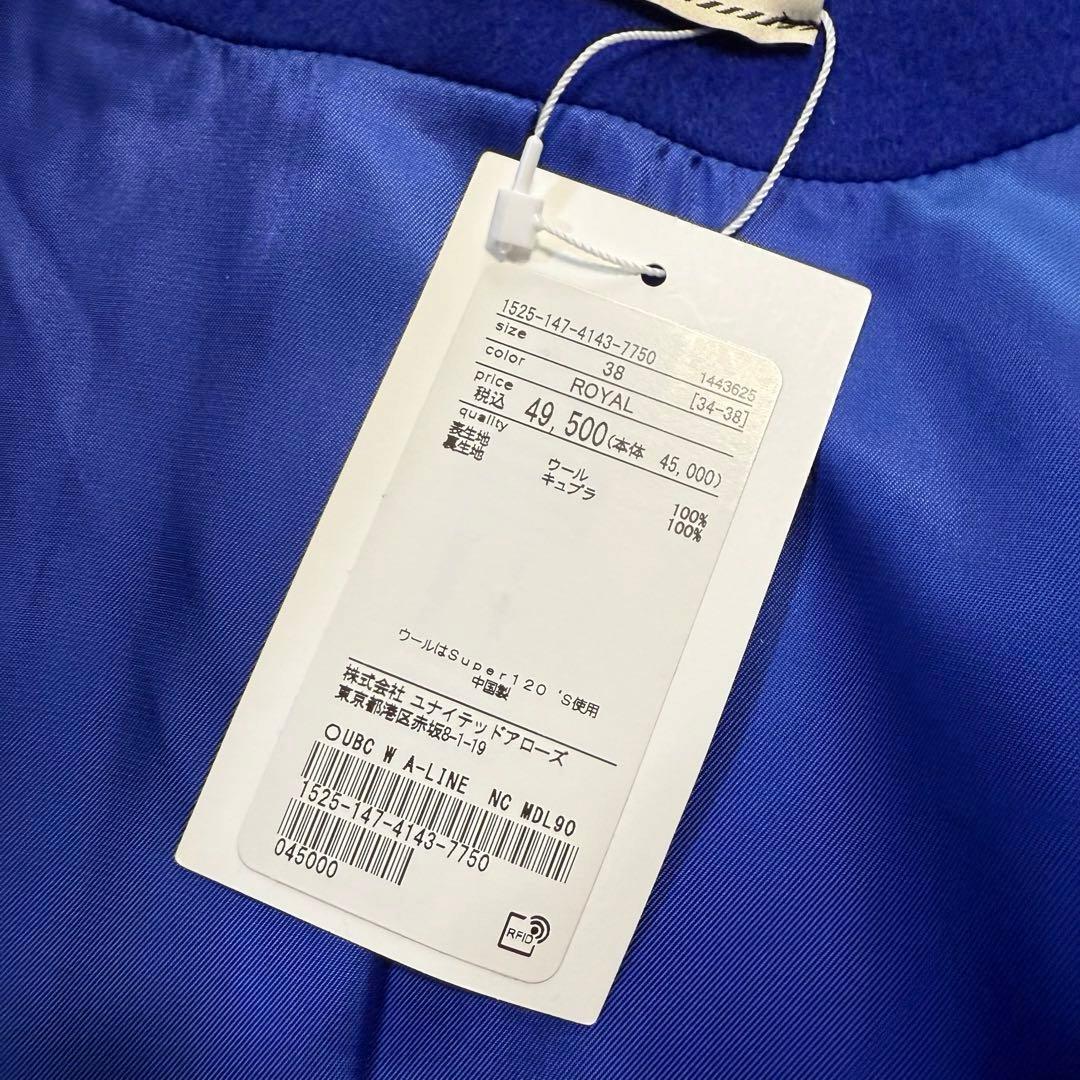 1525-147-4143-7750
1443625
size 38 [34-38]
color ROYAL
price
税込 49,500(本体 45,000)
quality
表生地 ウール 100%
裏生地 キュプラ 100%
ウールはSuper120 'S使用
中国製
株式会社 ユナイテッドアローズ
東京都港区赤坂8-1-19
○UBC W A-LINE NC MDL90
1525-147-4143-7750
045000
RFID